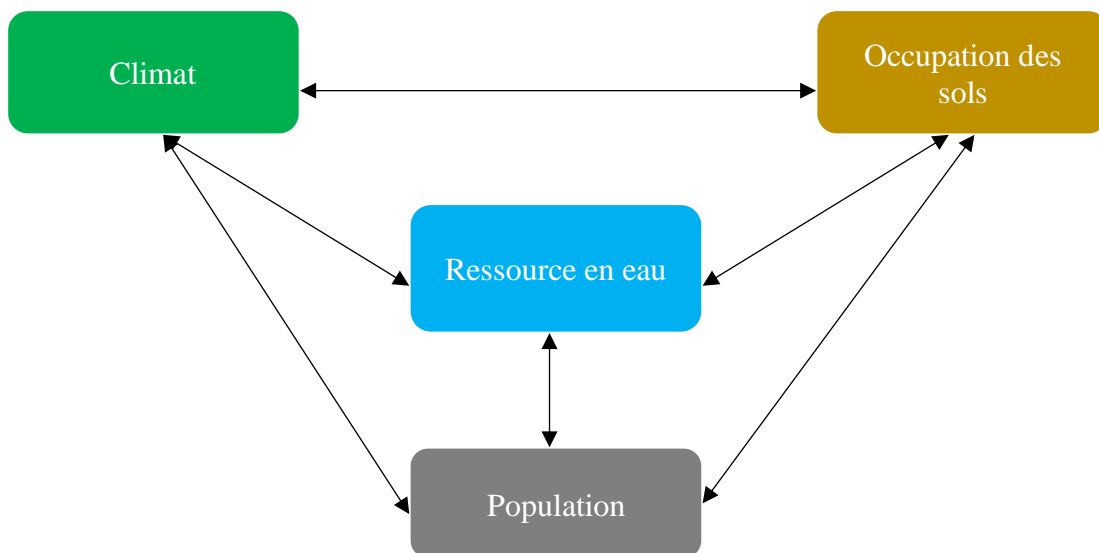 Climat
Occupation des
sols
Ressource en eau
Population